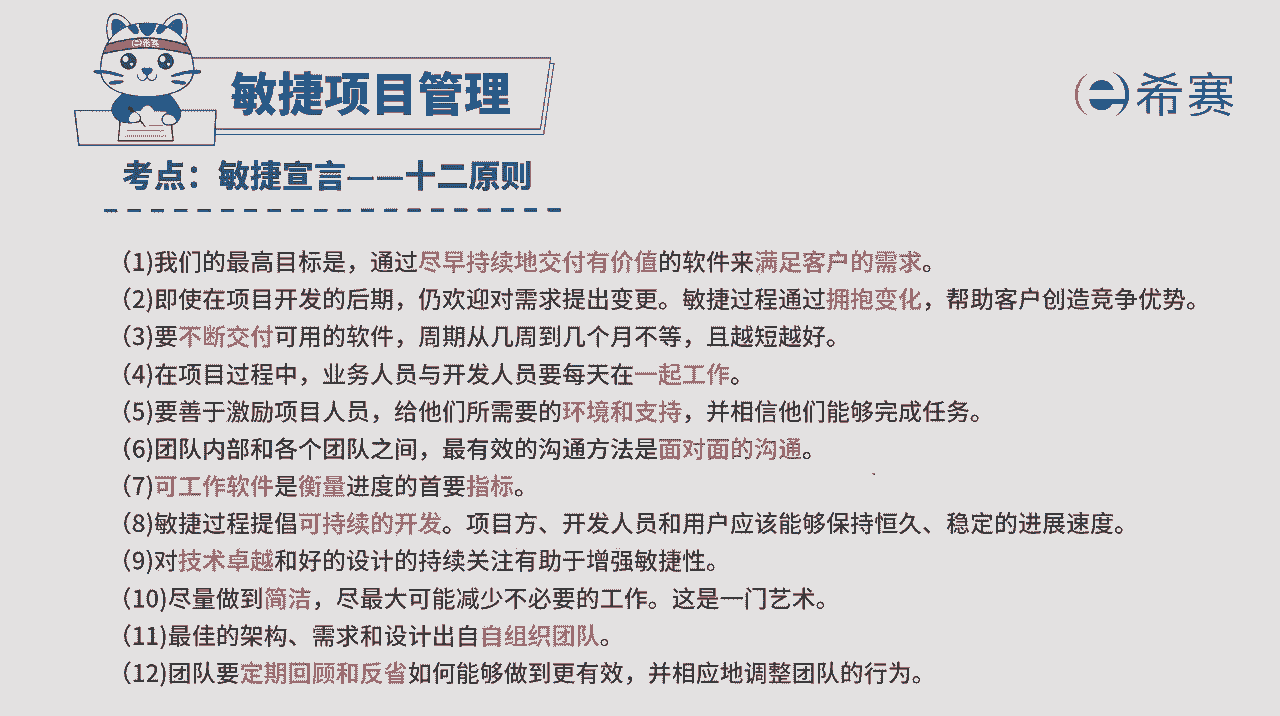 希赛
敏捷项目管理
希赛
考点：敏捷宣言——十二原则
(1)我们的最高目标是，通过尽早持续地交付有价值的软件来满足客户的需求。
(2)即使在项目开发的后期，仍欢迎对需求提出变更。敏捷过程通过拥抱变化，帮助客户创造竞争优势。
(3)要不断交付可用的软件，周期从几周到几个月不等，且越短越好。
(4)在项目过程中，业务人员与开发人员要每天在一起工作。
(5)要善于激励项目人员，给他们所需要的环境和支持，并相信他们能够完成任务。
(6)团队内部和各个团队之间，最有效的沟通方法是面对面的沟通。
(7)可工作软件是衡量进度的首要指标。
(8)敏捷过程提倡可持续的开发。项目方、开发人员和用户应该能够保持恒久、稳定的进展速度。
(9)对技术卓越和好的设计的持续关注有助于增强敏捷性。
(10)尽量做到简洁，尽最大可能减少不必要的工作。这是一门艺术。
(11)最佳的架构、需求和设计出自自组织团队。
(12)团队要定期回顾和反省如何能够做到更有效，并相应地调整团队的行为。